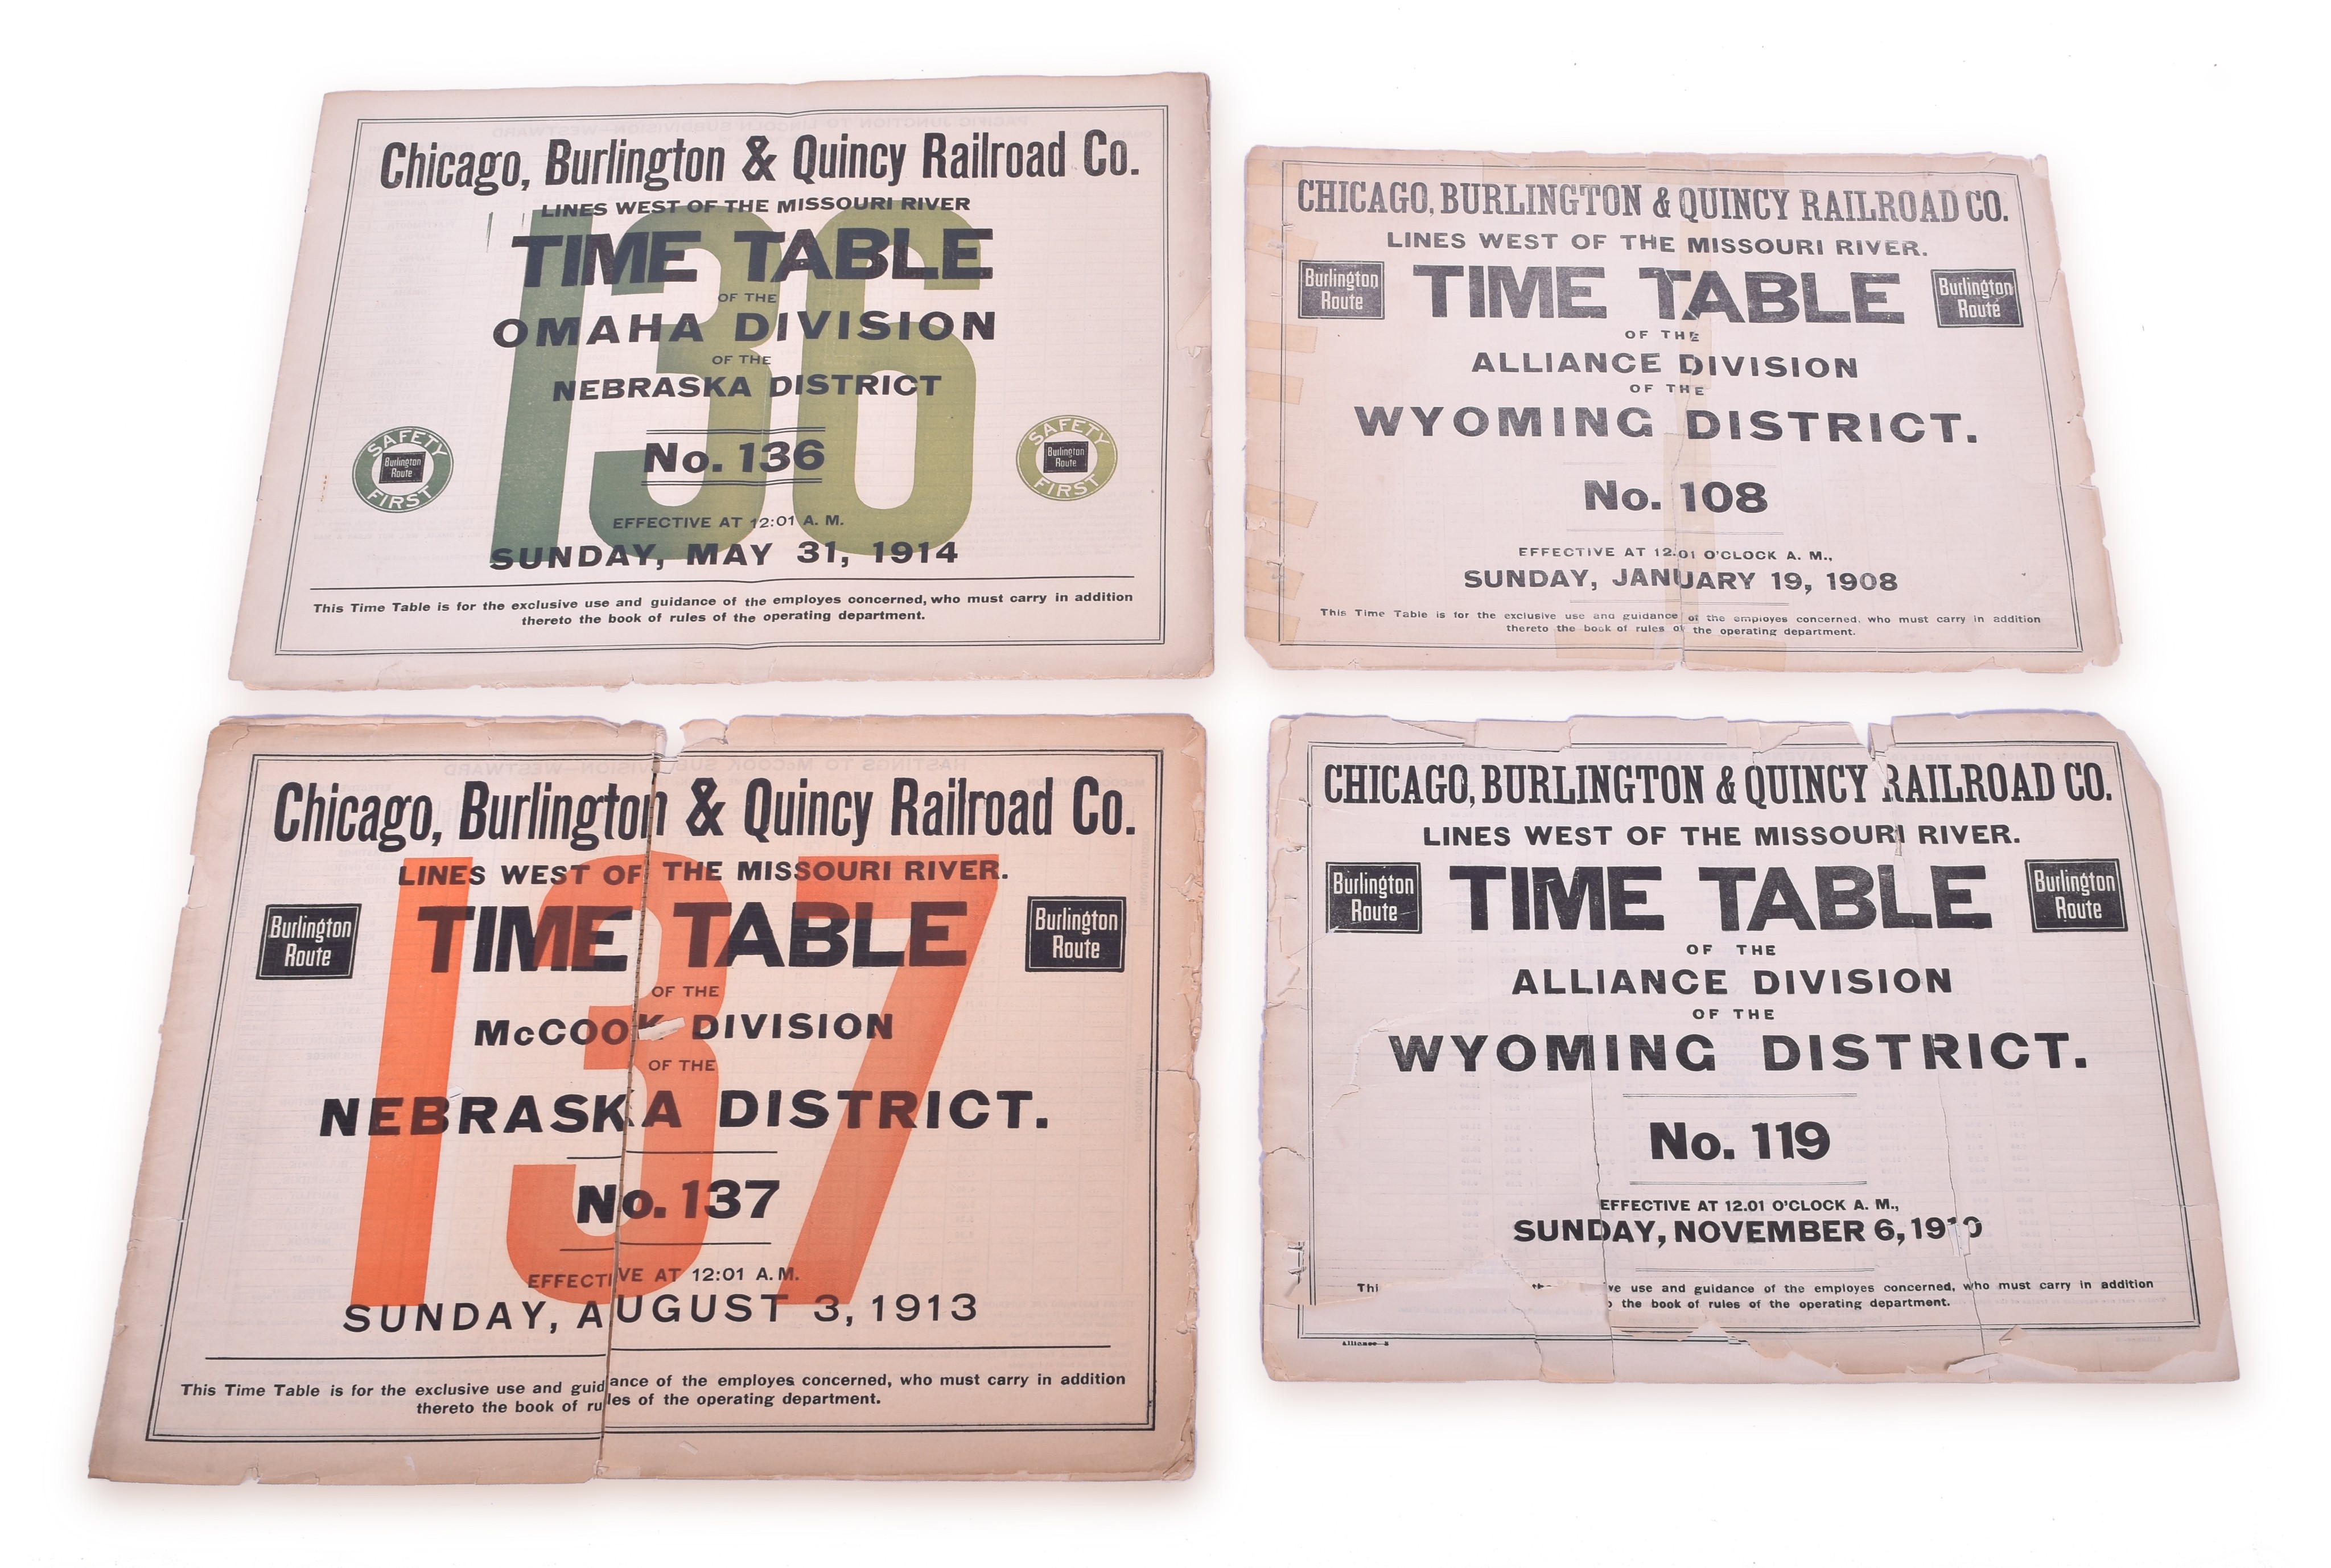 Chicago, Burlington & Quincy Railroad Co.
LINES WEST OF THE MISSOURI RIVER
TIME TABLE
OF THE
OMAHA DIVISION
OF THE
NEBRASKA DISTRICT
136
No. 136
SAFETY
Burlington
Route
FIRST
SAFETY
Burlington
Route
FIRST
EFFECTIVE AT 12:01 A. M.
SUNDAY, MAY 31, 1914
This Time Table is for the exclusive use and guidance of the employes concerned, who must carry in addition
thereto the book of rules of the operating department.
CHICAGO, BURLINGTON & QUINCY RAILROAD CO.
LINES WEST OF THE MISSOURI RIVER.
Burlington
Route
TIME TABLE
Burlington
Route
OF THE
ALLIANCE DIVISION
OF THE
WYOMING DISTRICT.
No. 108
EFFECTIVE AT 12.01 O'CLOCK A. M.,
SUNDAY, JANUARY 19, 1908
This Time Table is for the exclusive use and guidance of the employes concerned, who must carry in addition
thereto the book of rules of the operating department.
HASTINGS TO McCOOK SUBDIVISION—WESTWARD
Chicago, Burlington & Quincy Railroad Co.
LINES WEST OF THE MISSOURI RIVER.
Burlington
Route
TIME TABLE
Burlington
Route
OF THE
McCOOK DIVISION
OF THE
NEBRASKA DISTRICT.
137
No. 137
EFFECTIVE AT 12:01 A. M.
SUNDAY, AUGUST 3, 1913
This Time Table is for the exclusive use and guidance of the employes concerned, who must carry in addition
thereto the book of rules of the operating department.
CHICAGO, BURLINGTON & QUINCY RAILROAD CO.
LINES WEST OF THE MISSOURI RIVER.
Burlington
Route
TIME TABLE
Burlington
Route
OF THE
ALLIANCE DIVISION
OF THE
WYOMING DISTRICT.
No. 119
EFFECTIVE AT 12.01 O'CLOCK A. M.,
SUNDAY, NOVEMBER 6, 1910
use and guidance of the employes concerned, who must carry in addition
the book of rules of the operating department.
Alliance